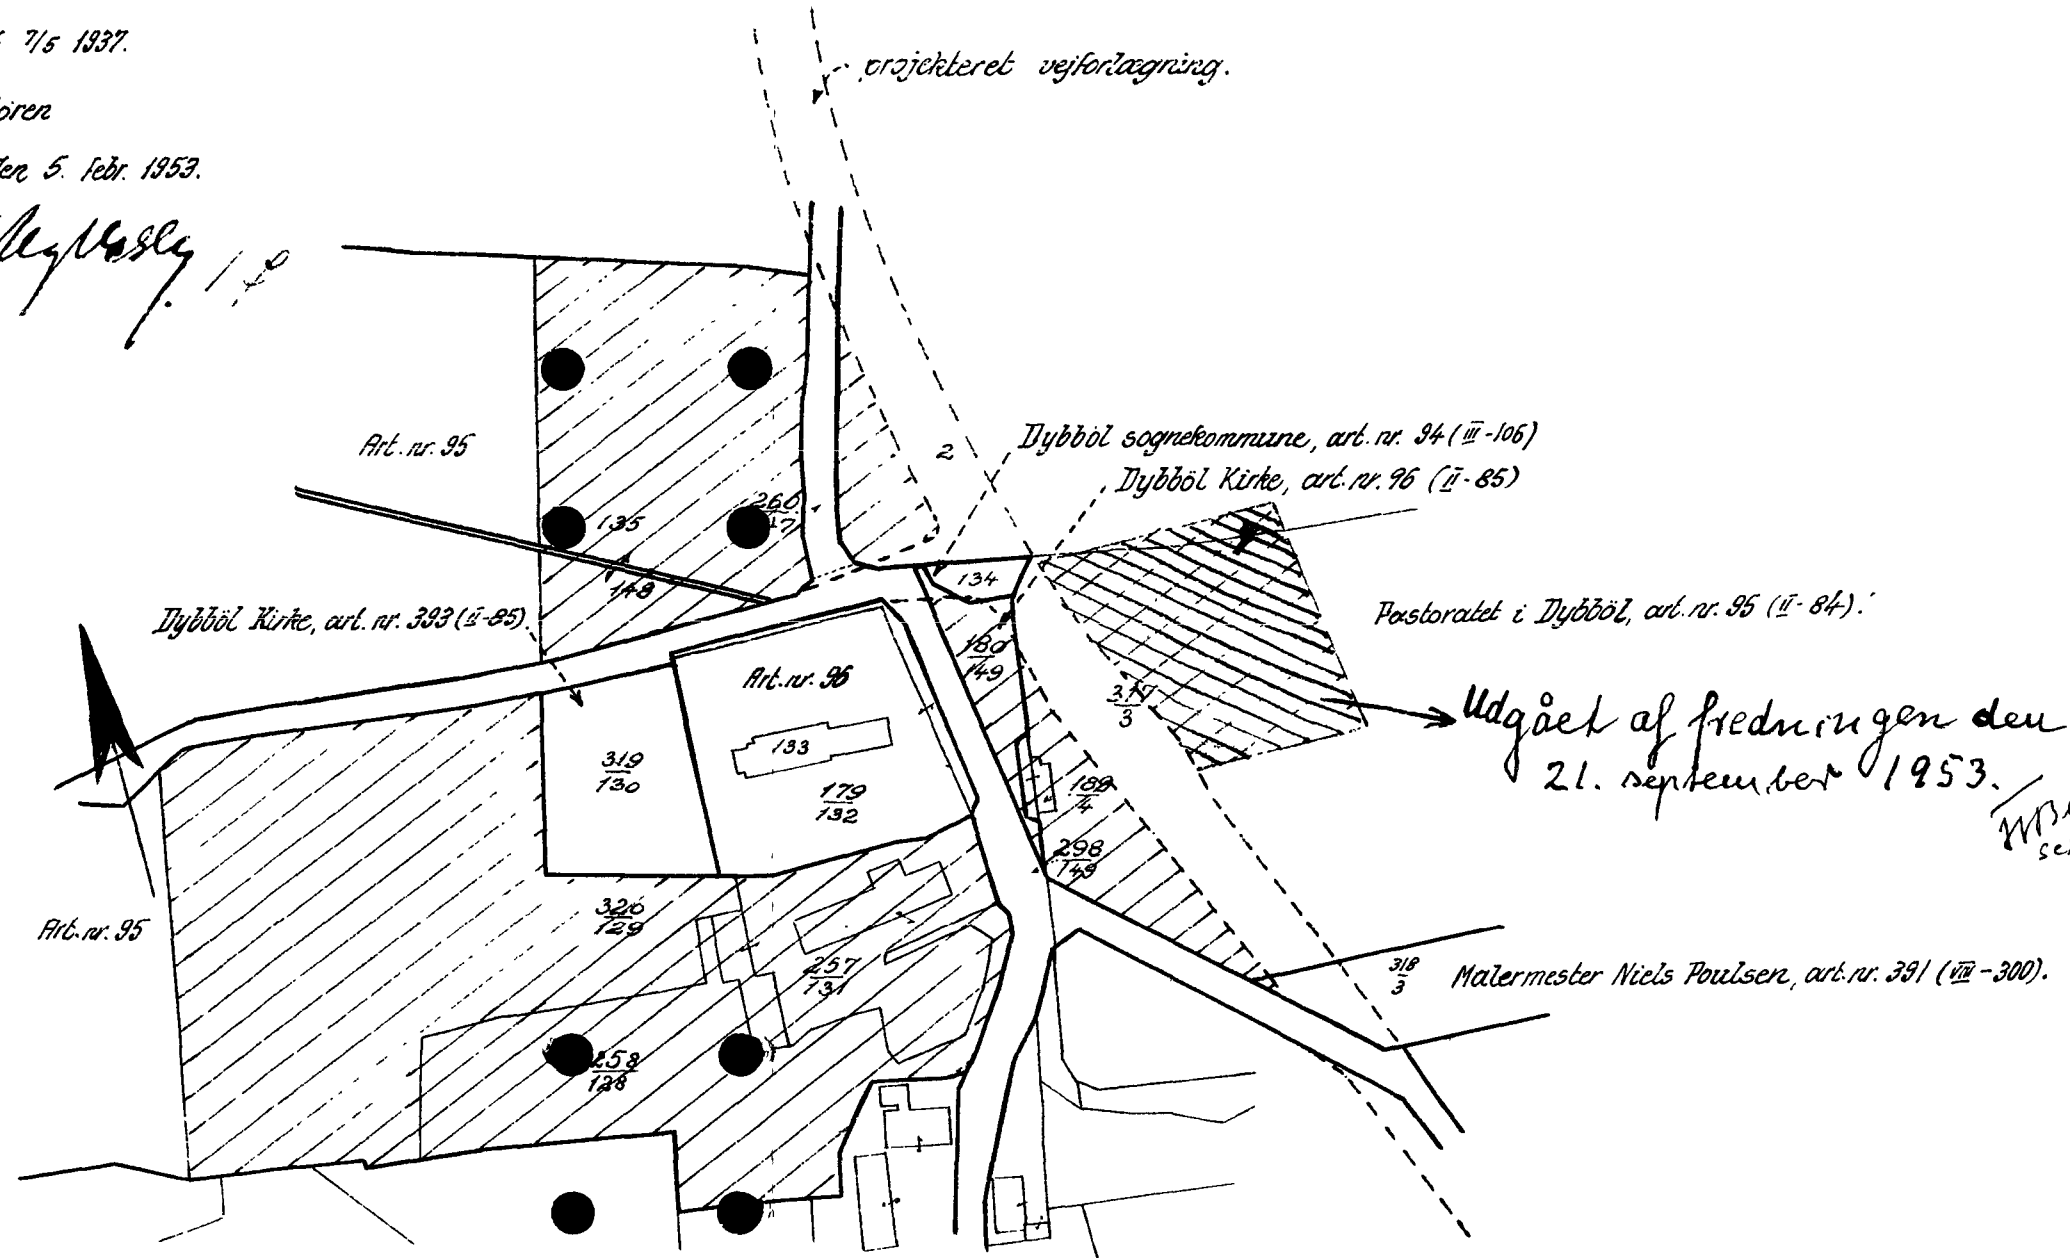 7/5 1937.
den 5. febr. 1953.
projekteret vejforlægning.
Art. nr. 95
2
Dybböl sognekommune, art. nr. 94 (III-106)
Dybböl Kirke, art. nr. 96 (II-85)
260
135
134
148
Dybböl Kirke, art. nr. 393 (II-85).
Pastoratet i Dybböl, art. nr. 95 (II-84).
180
149
Art. nr. 96
317
3
Udgået af fredningen den
21. september 1953.
133
319
130
179
132
189
4
298
149
320
129
Art. nr. 95
257
131
318
3
Malermester Niels Poulsen, art. nr. 391 (VIII-300).
258
128